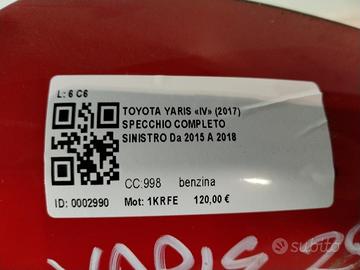 L: 6 C6
TOYOTA YARIS «IV» (2017)
SPECCHIO COMPLETO
SINISTRO Da 2015 A 2018
CC:998 benzina
ID: 0002990 Mot: 1KRFE 120,00 €
YARIS
subito